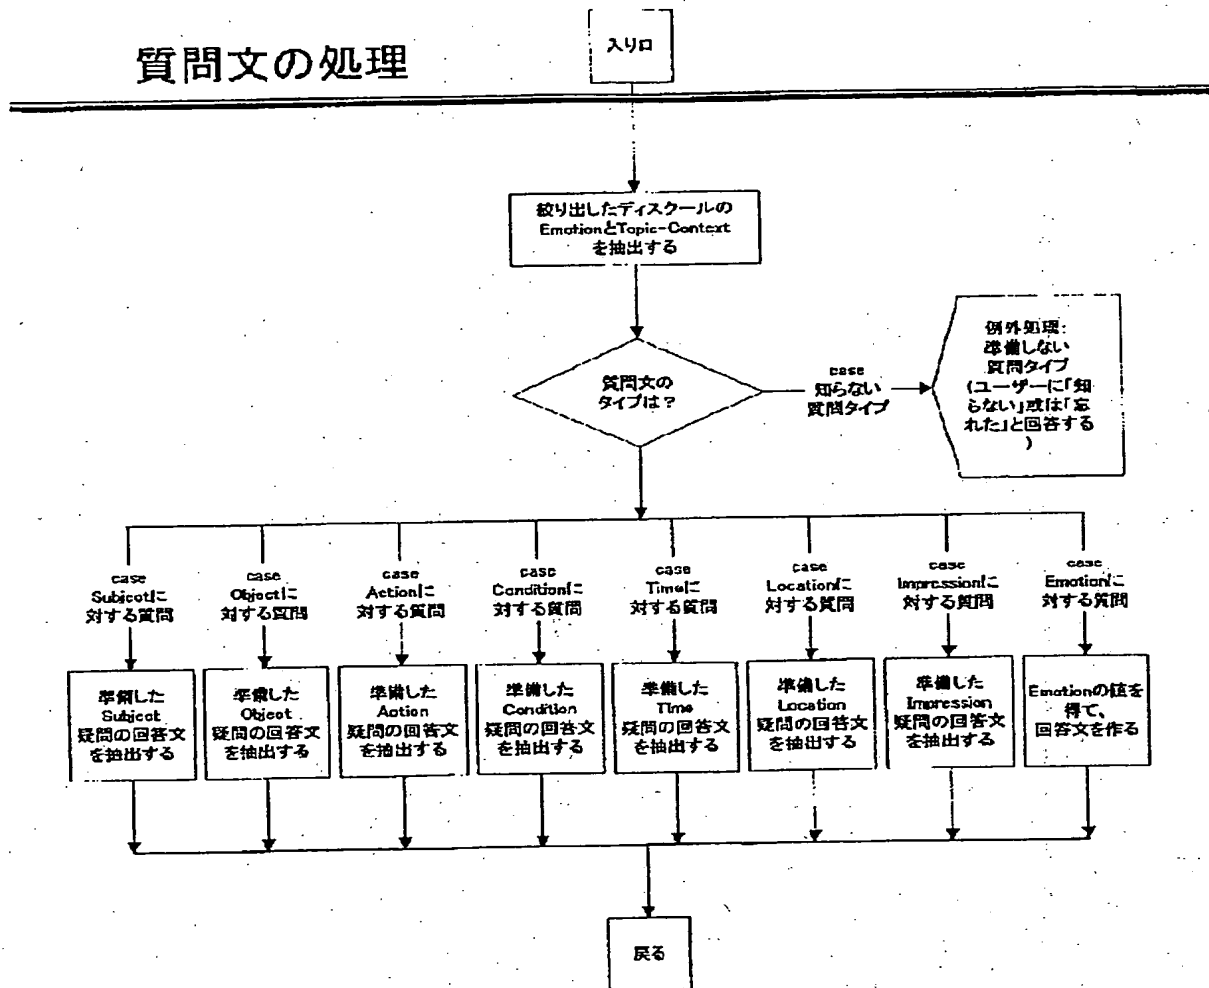 質問文の処理
入り口
絞り出したディスクールの
EmotionとTopic-Context
を抽出する
質問文の
タイプは？
case
知らない
質問タイプ
例外処理:
準備しない
質問タイプ
(ユーザーに「知
らない」或は「忘
れた」と回答する
)
case
Subjectに
対する質問
case
Objectに
対する質問
case
Actionに
対する質問
case
Conditionに
対する質問
case
Timeに
対する質問
case
Locationに
対する質問
case
Impressionに
対する質問
case
Emotionに
対する質問
準備した
Subject
疑問の回答文
を抽出する
準備した
Object
疑問の回答文
を抽出する
準備した
Action
疑問の回答文
を抽出する
準備した
Condition
疑問の回答文
を抽出する
準備した
Time
疑問の回答文
を抽出する
準備した
Location
疑問の回答文
を抽出する
準備した
Impression
疑問の回答文
を抽出する
Emotionの値を
得て、
回答文を作る
戻る